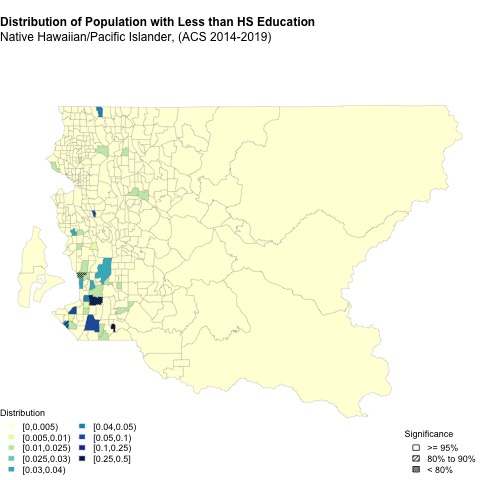 Distribution of Population with Less than HS Education
Native Hawaiian/Pacific Islander, (ACS 2014-2019)
Distribution
[0,0.005)
[0.005,0.01)
[0.01,0.025)
[0.025,0.03)
[0.03,0.04)
[0.04,0.05)
[0.05,0.1)
[0.1,0.25)
[0.25,0.5]
Significance
>= 95%
80% to 90%
< 80%